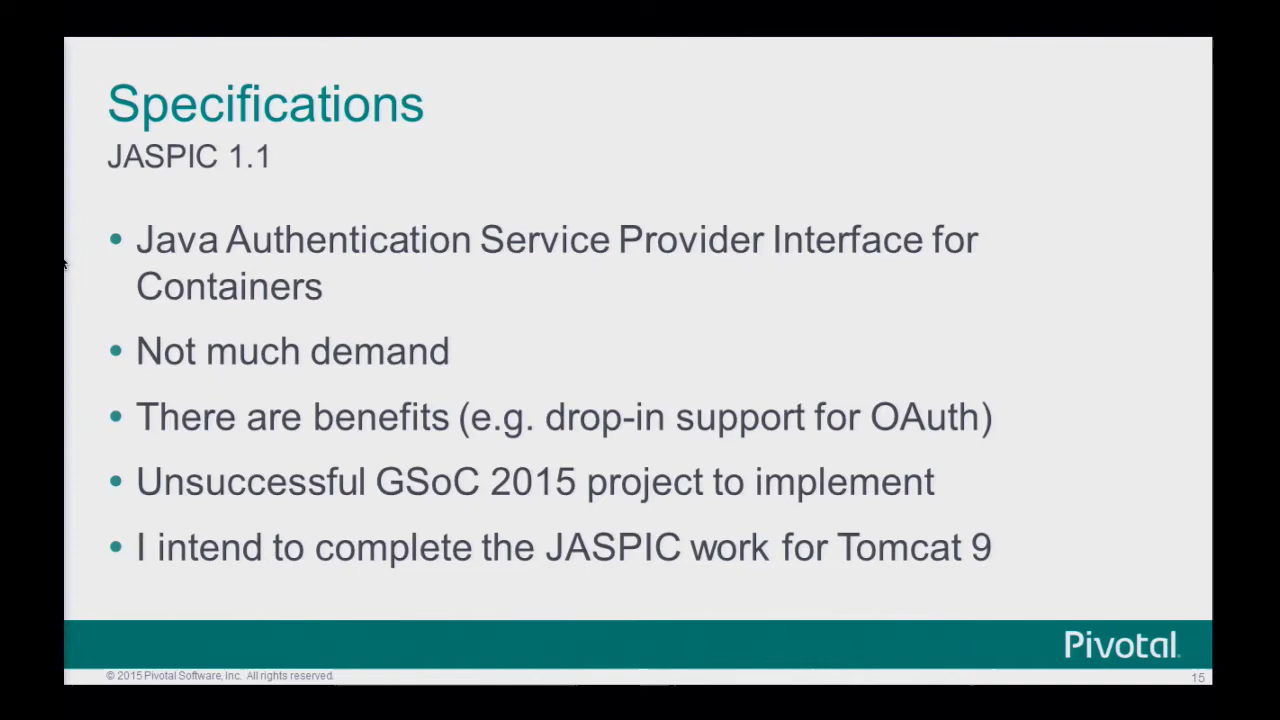 Specifications
JASPIC 1.1
• Java Authentication Service Provider Interface for
Containers
• Not much demand
• There are benefits (e.g. drop-in support for OAuth)
• Unsuccessful GSoC 2015 project to implement
• I intend to complete the JASPIC work for Tomcat 9
Pivotal
© 2015 Pivotal Software, Inc. All rights reserved.
15